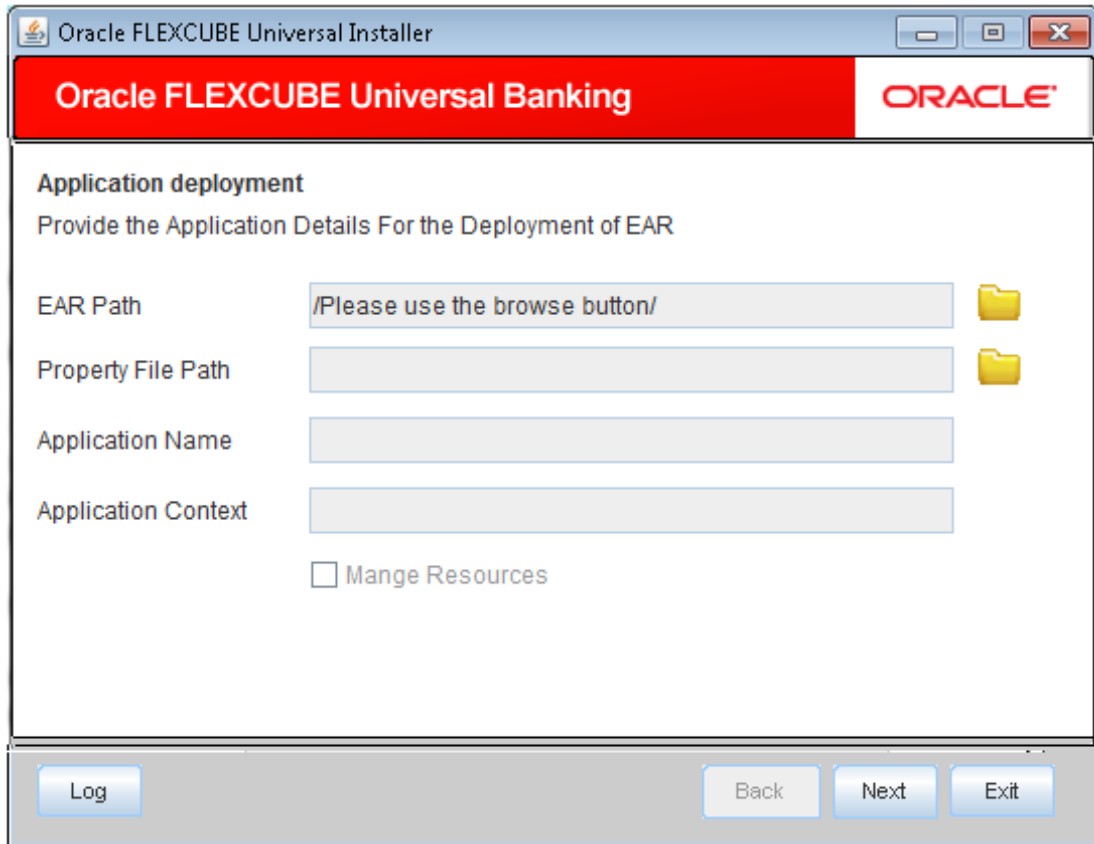 Oracle FLEXCUBE Universal Installer
Oracle FLEXCUBE Universal Banking
ORACLE
Application deployment
Provide the Application Details For the Deployment of EAR
EAR Path /Please use the browse button/
Property File Path
Application Name
Application Context
Mange Resources
Log Back Next Exit